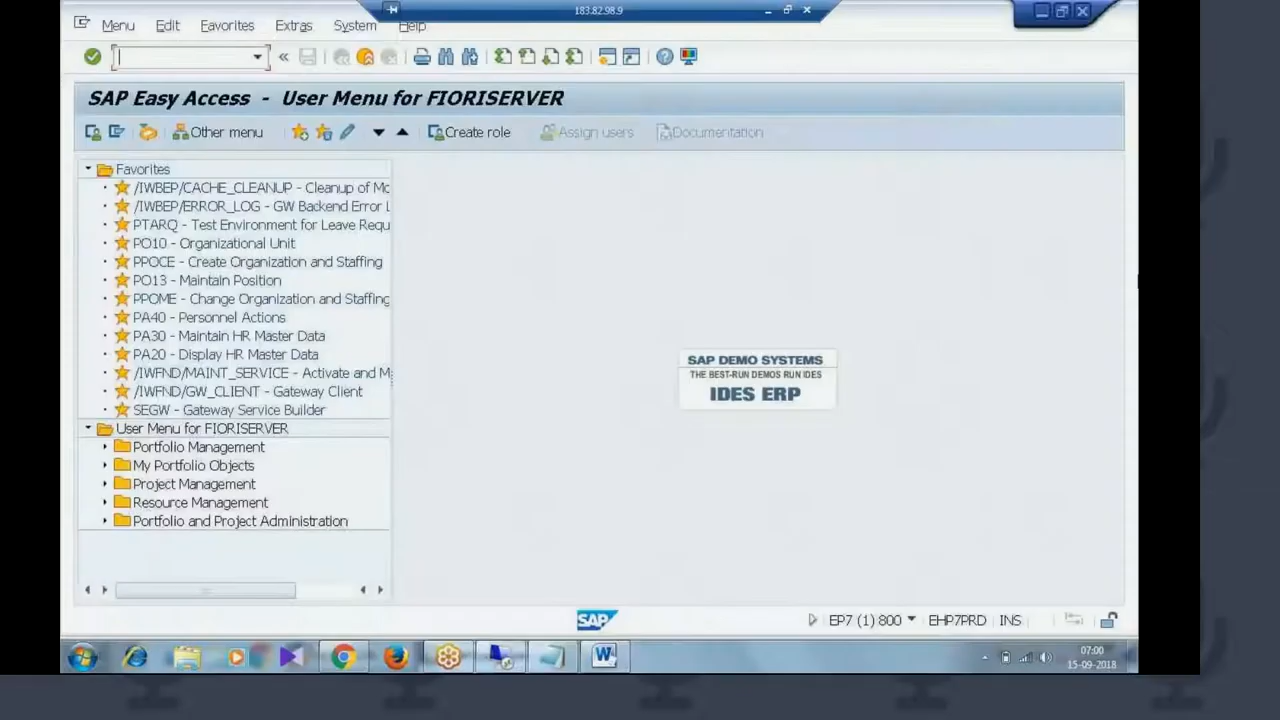 183.82.98.9
Menu Edit Favorites Extras System Help
SAP Easy Access - User Menu for FIORISERVER
Other menu Create role Assign users Documentation
Favorites
/IWBEP/CACHE_CLEANUP - Cleanup of Mo
/IWBEP/ERROR_LOG - GW Backend Error L
PTARQ - Test Environment for Leave Requ
PO10 - Organizational Unit
PPOCE - Create Organization and Staffing
PO13 - Maintain Position
PPOME - Change Organization and Staffing
PA40 - Personnel Actions
PA30 - Maintain HR Master Data
PA20 - Display HR Master Data
/IWFND/MAINT_SERVICE - Activate and M
/IWFND/GW_CLIENT - Gateway Client
SEGW - Gateway Service Builder
User Menu for FIORISERVER
Portfolio Management
My Portfolio Objects
Project Management
Resource Management
Portfolio and Project Administration
SAP DEMO SYSTEMS
THE BEST-RUN DEMOS RUN IDES
IDES ERP
SAP
EP7 (1) 800 EHP7PRD INS
07:00
15-09-2018